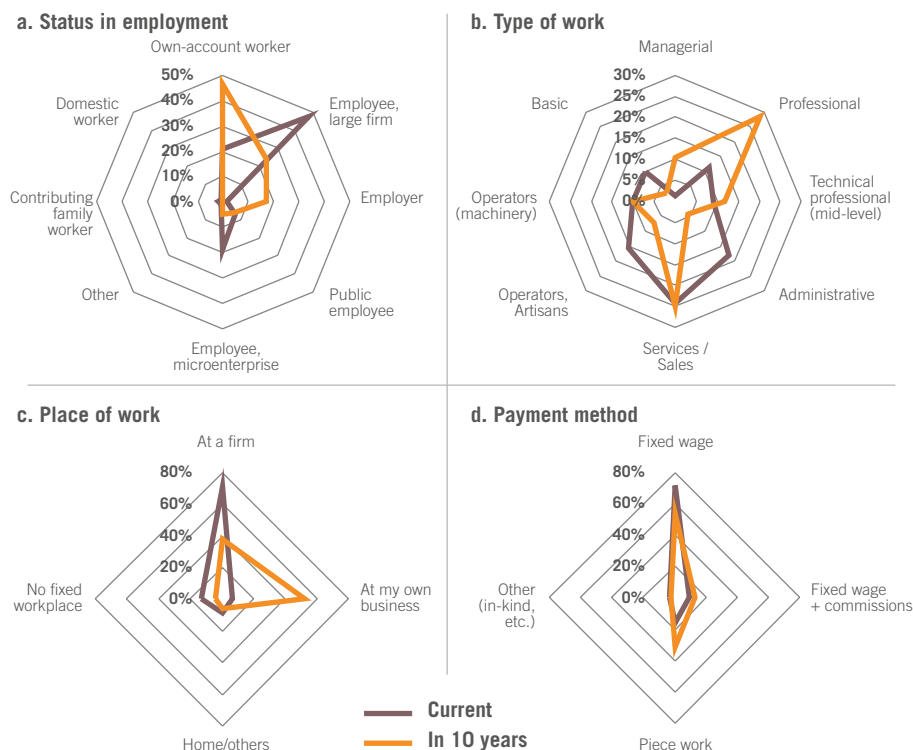 a. Status in employment
Own-account worker
50%
40%
30%
20%
10%
0%
Employee,
large firm
Employer
Public
employee
Employee,
microenterprise
Other
Contributing
family
worker
Domestic
worker
b. Type of work
Managerial
30%
25%
20%
15%
10%
5%
0%
Professional
Technical
professional
(mid-level)
Administrative
Services /
Sales
Operators,
Artisans
Operators
(machinery)
Basic
c. Place of work
At a firm
80%
60%
40%
20%
0%
At my own
business
Home/others
No fixed
workplace
d. Payment method
Fixed wage
80%
60%
40%
20%
0%
Fixed wage
+ commissions
Piece work
Other
(in-kind,
etc.)
Current
In 10 years